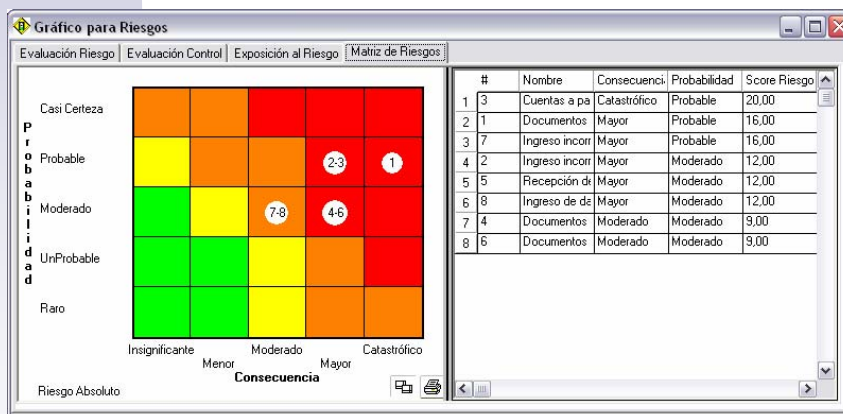 Gráfico para Riesgos
Evaluación Riesgo Evaluación Control Exposición al Riesgo Matriz de Riesgos
Probabilidad
Casi Certeza
Probable
2-3 1
Moderado
7-8 4-6
UnProbable
Raro
Insignificante Menor Moderado Mayor Catastrófico
Consecuencia
Riesgo Absoluto
# Nombre Consecuenci Probabilidad Score Riesgo
1 3 Cuentas a pa Catastrófico Probable 20,00
2 1 Documentos Mayor Probable 16,00
3 7 Ingreso incorr Mayor Probable 16,00
4 2 Ingreso incorr Mayor Moderado 12,00
5 5 Recepción de Mayor Moderado 12,00
6 8 Ingreso de da Mayor Moderado 12,00
7 4 Documentos Moderado Moderado 9,00
8 6 Documentos Moderado Moderado 9,00